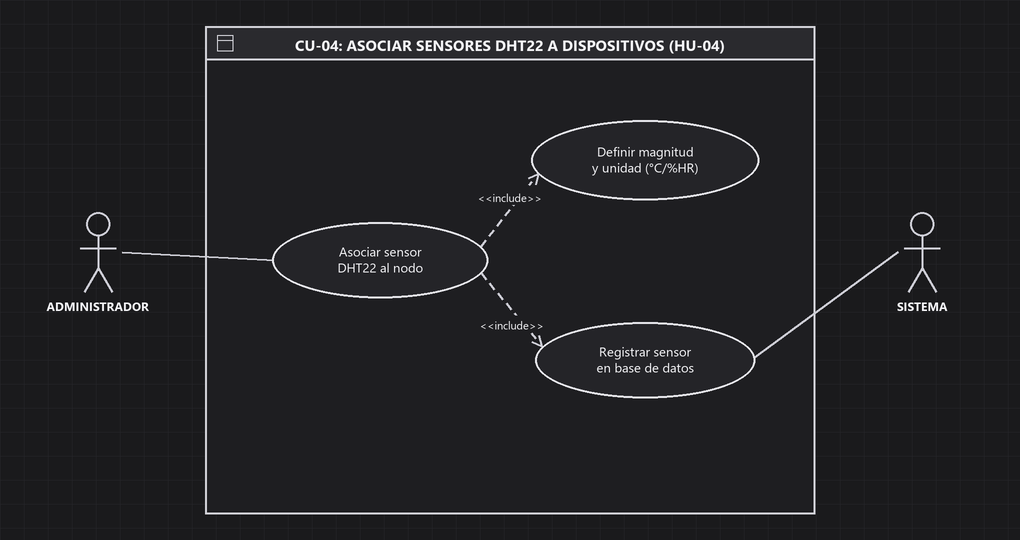 CU-04: ASOCIAR SENSORES DHT22 A DISPOSITIVOS (HU-04)
Definir magnitud
y unidad (°C/%HR)
<<include>>
Asociar sensor
DHT22 al nodo
ADMINISTRADOR
SISTEMA
<<include>>
Registrar sensor
en base de datos